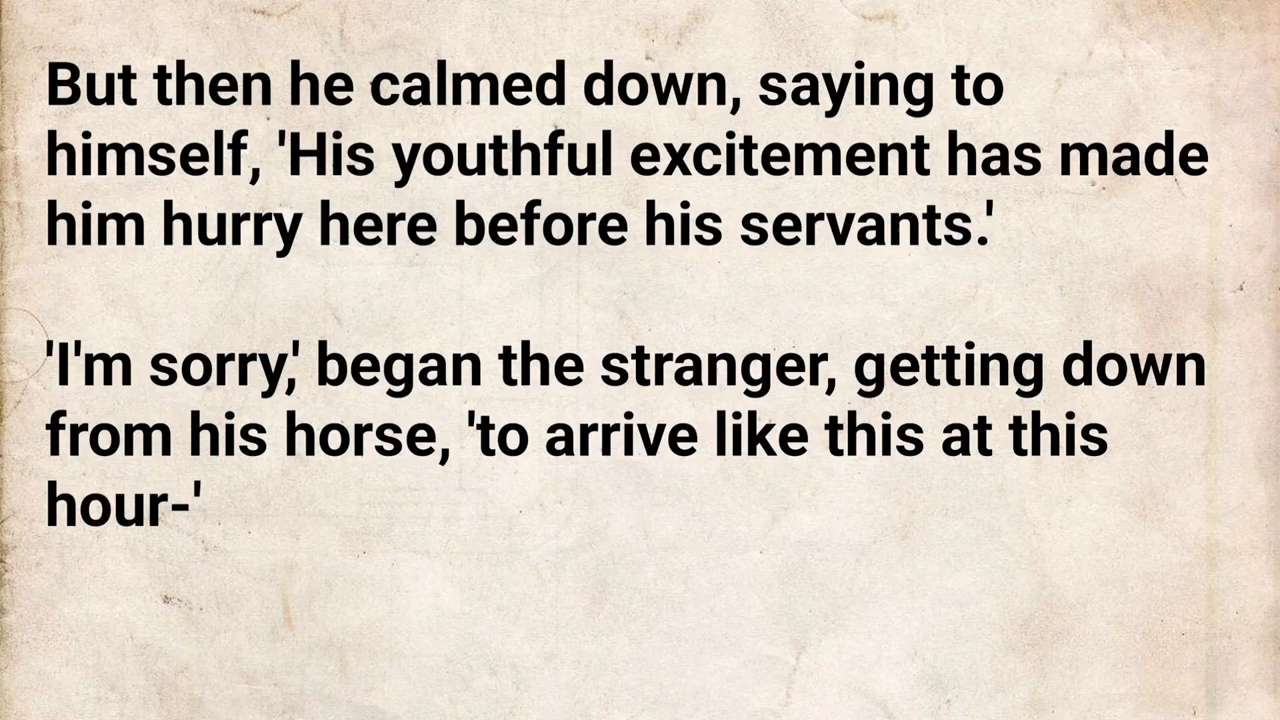 But then he calmed down, saying to
himself, 'His youthful excitement has made
him hurry here before his servants.'
'I'm sorry,' began the stranger, getting down
from his horse, 'to arrive like this at this
hour-'